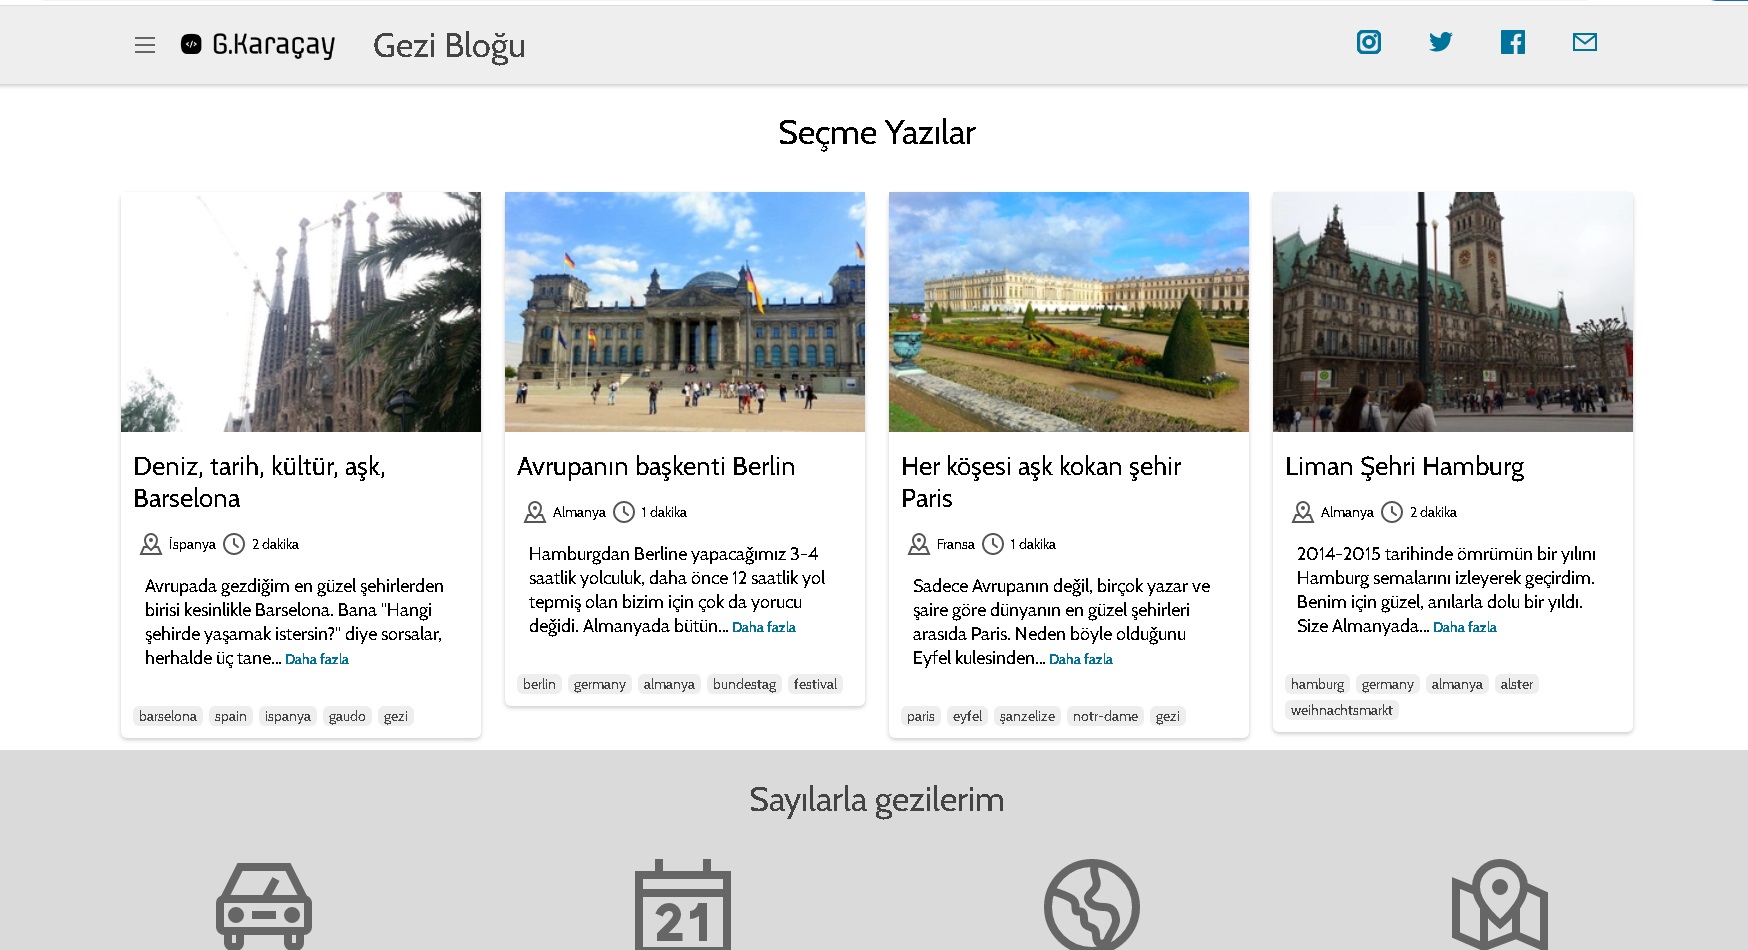 G.Karaçay
Gezi Bloğu
Seçme Yazılar
Deniz, tarih, kültür, aşk,
Barselona
İspanya 2 dakika
Avrupada gezdiğim en güzel şehirlerden
birisi kesinlikle Barselona. Bana "Hangi
şehirde yaşamak istersin?" diye sorsalar,
herhalde üç tane... Daha fazla
barselona spain ispanya gaudo gezi
Avrupanın başkenti Berlin
Almanya 1 dakika
Hamburgdan Berline yapacağımız 3-4
saatlik yolculuk, daha önce 12 saatlik yol
tepmiş olan bizim için çok da yorucu
değidi. Almanyada bütün... Daha fazla
berlin germany almanya bundestag festival
Her köşesi aşk kokan şehir
Paris
Fransa 1 dakika
Sadece Avrupanın değil, birçok yazar ve
şaire göre dünyanın en güzel şehirleri
arasıda Paris. Neden böyle olduğunu
Eyfel kulesinden... Daha fazla
paris eyfel şanzelize notr-dame gezi
Liman Şehri Hamburg
Almanya 2 dakika
2014-2015 tarihinde ömrümün bir yılını
Hamburg semalarını izleyerek geçirdim.
Benim için güzel, anılarla dolu bir yıldı.
Size Almanyada... Daha fazla
hamburg germany almanya alster
weihnachtsmarkt
Sayılarla gezilerim
21